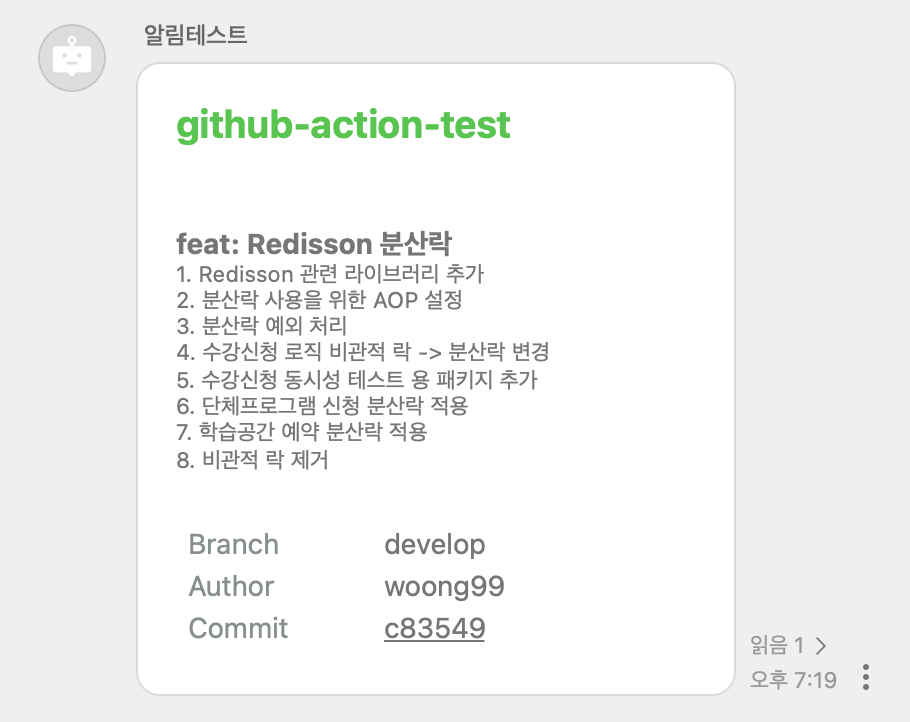 알림테스트
github-action-test
feat: Redisson 분산락
1. Redisson 관련 라이브러리 추가
2. 분산락 사용을 위한 AOP 설정
3. 분산락 예외 처리
4. 수강신청 로직 비관적 락 -> 분산락 변경
5. 수강신청 동시성 테스트 용 패키지 추가
6. 단체프로그램 신청 분산락 적용
7. 학습공간 예약 분산락 적용
8. 비관적 락 제거
Branch develop
Author woong99
Commit c83549
읽음 1
오후 7:19